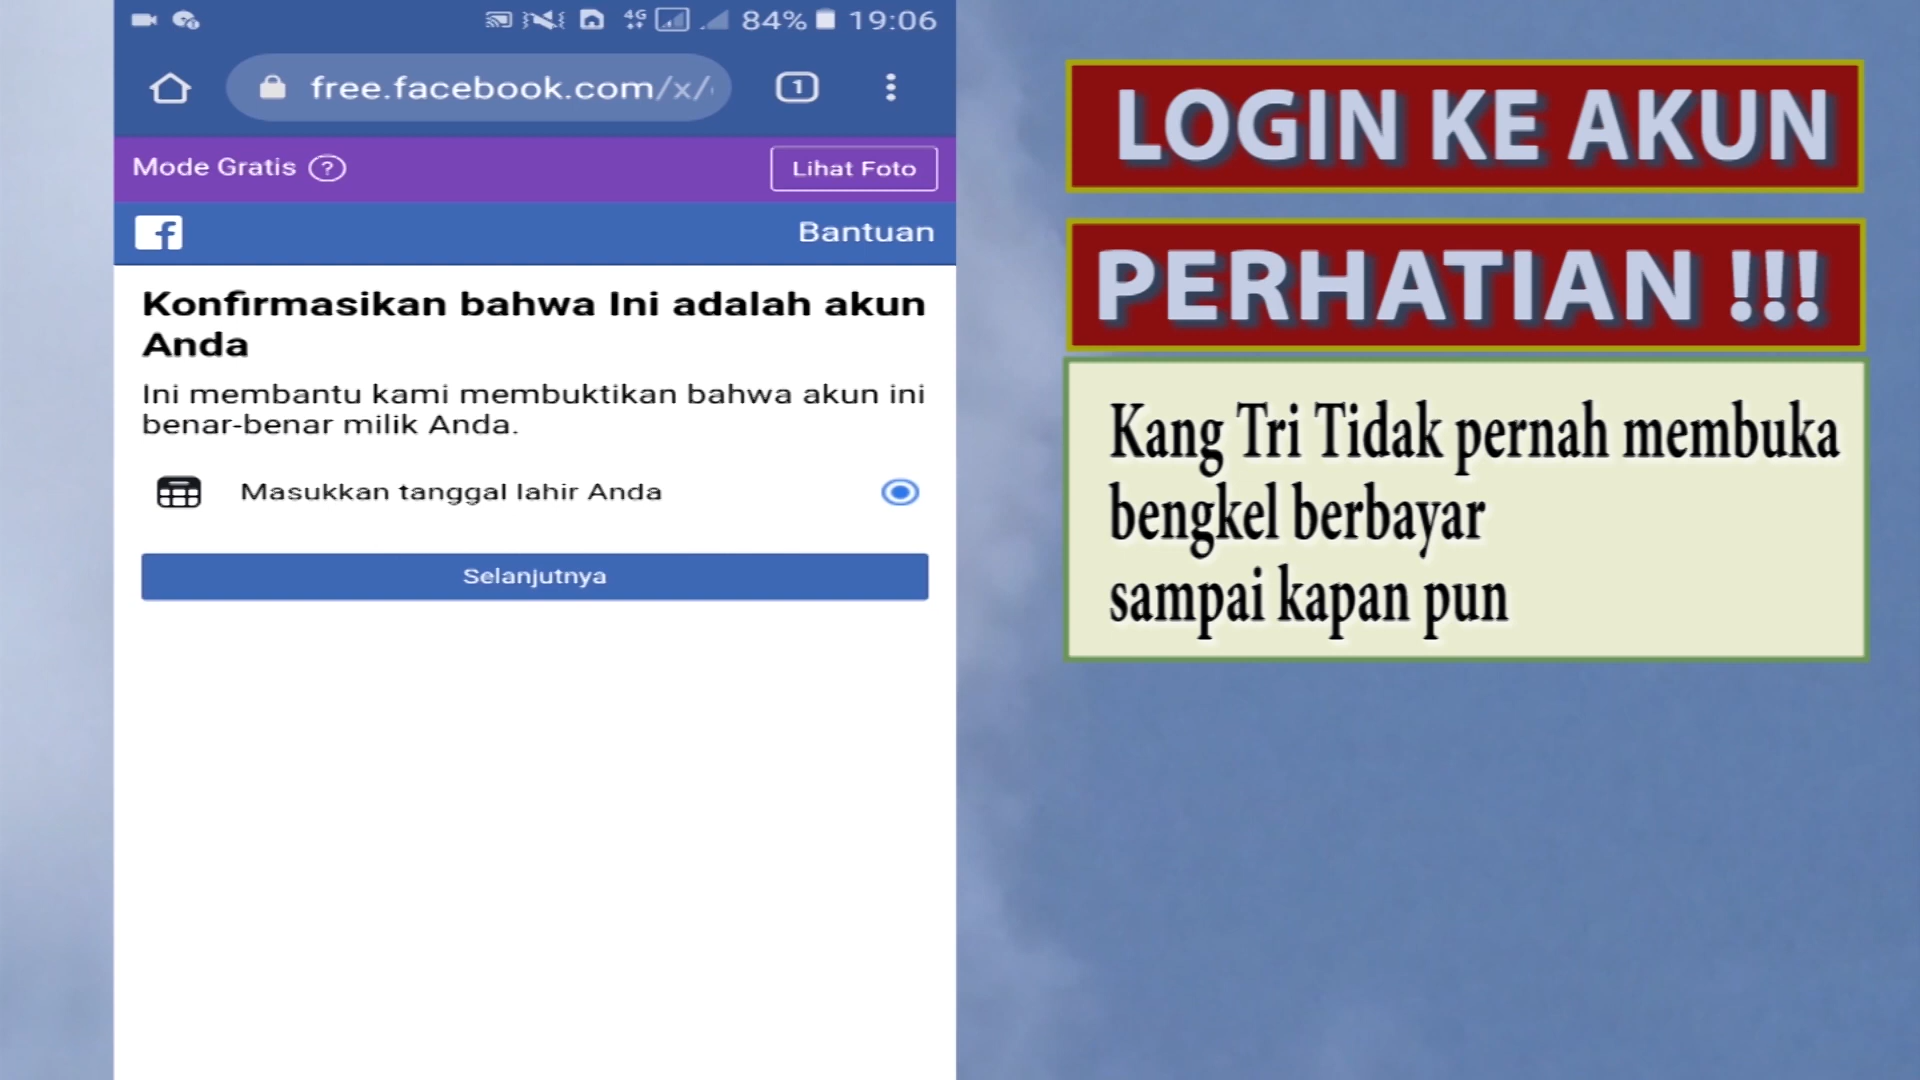 4G 84% 19:06
free.facebook.com/x/
1
Mode Gratis ?
Lihat Foto
f
Bantuan
Konfirmasikan bahwa Ini adalah akun
Anda
Ini membantu kami membuktikan bahwa akun ini
benar-benar milik Anda.
Masukkan tanggal lahir Anda
Selanjutnya
LOGIN KE AKUN
PERHATIAN !!!
Kang Tri Tidak pernah membuka
bengkel berbayar
sampai kapan pun